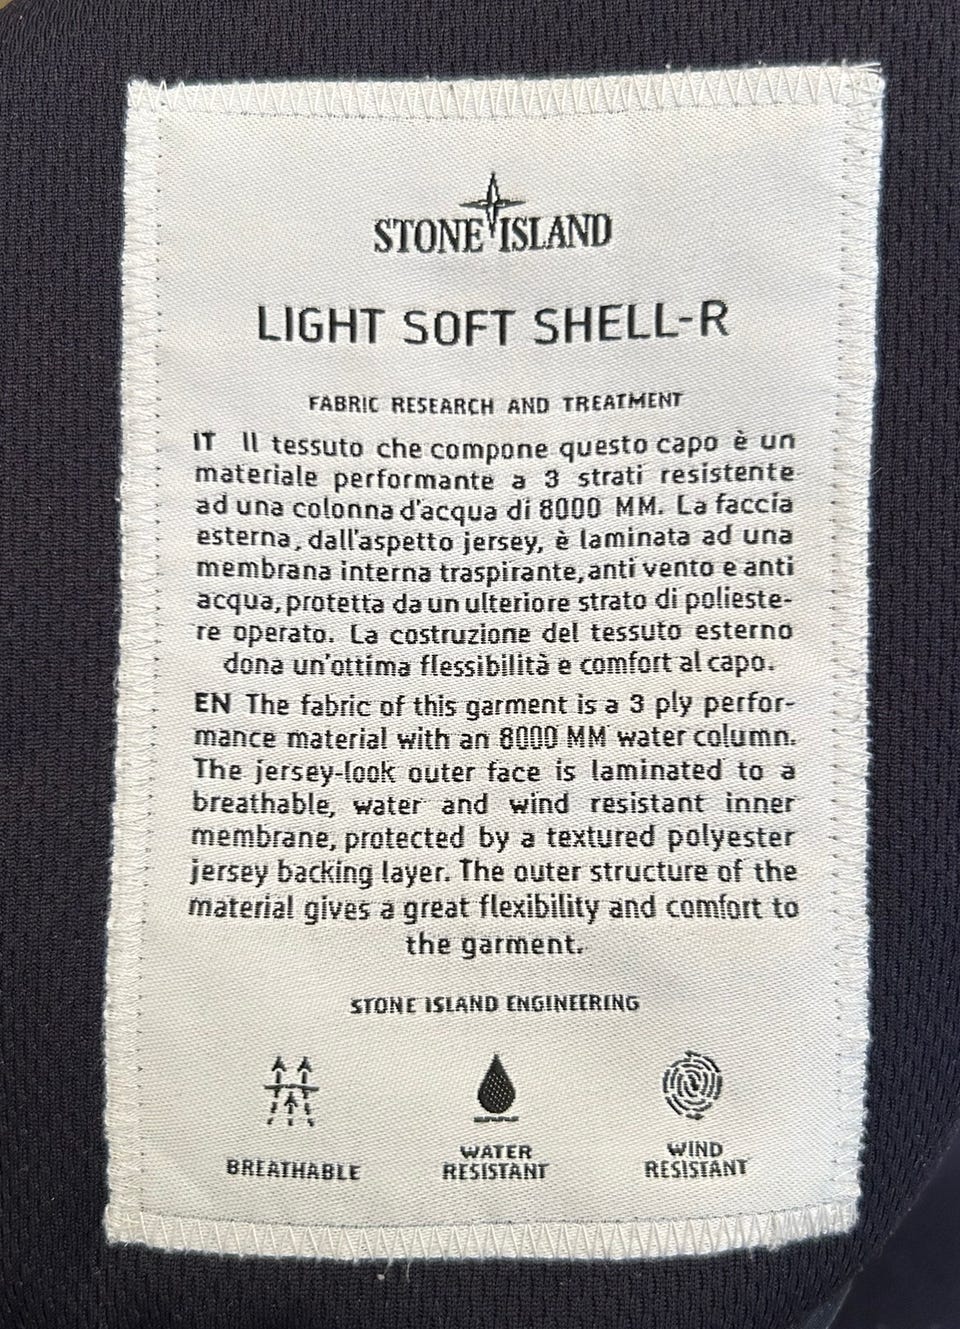 STONE ISLAND
LIGHT SOFT SHELL-R
FABRIC RESEARCH AND TREATMENT
IT Il tessuto che compone questo capo è un
materiale performante a 3 strati resistente
ad una colonna d'acqua di 8000 MM. La faccia
esterna, dall'aspetto jersey, è laminata ad una
membrana interna traspirante, anti vento e anti
acqua, protetta da un ulteriore strato di polieste-
re operato. La costruzione del tessuto esterno
dona un'ottima flessibilità e comfort al capo.
EN The fabric of this garment is a 3 ply perfor-
mance material with an 8000 MM water column.
The jersey-look outer face is laminated to a
breathable, water and wind resistant inner
membrane, protected by a textured polyester
jersey backing layer. The outer structure of the
material gives a great flexibility and comfort to
the garment.
STONE ISLAND ENGINEERING
BREATHABLE
WATER
RESISTANT
WIND
RESISTANT